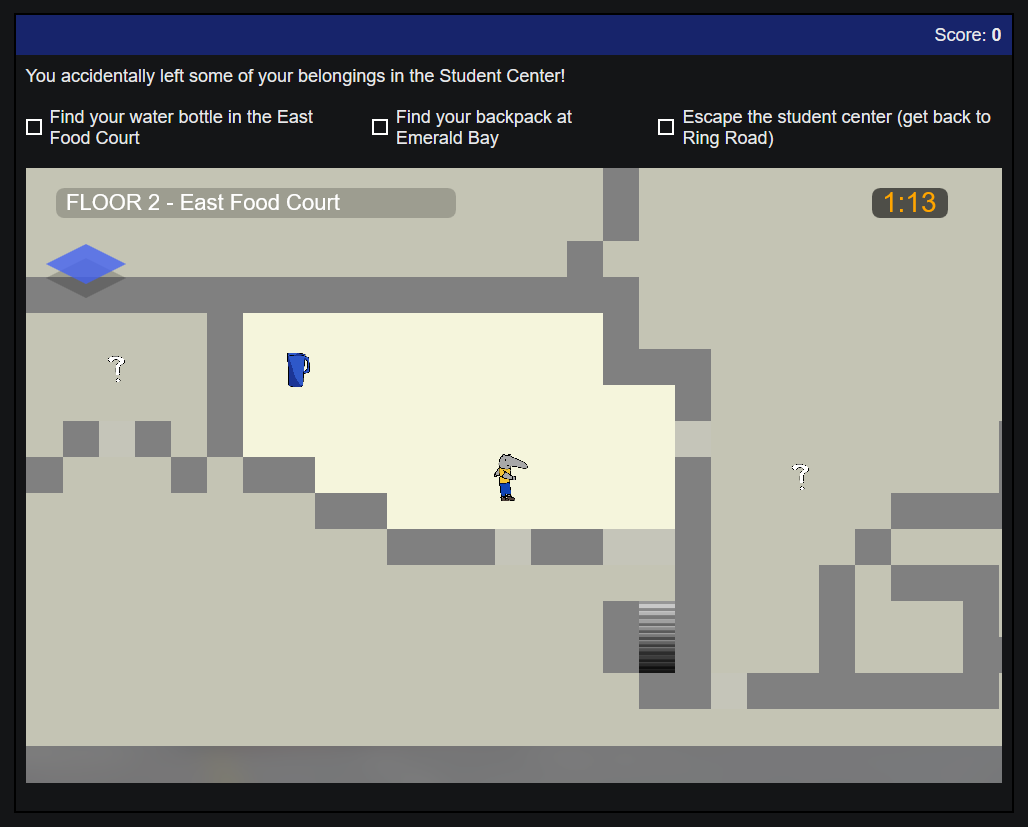 Score: 0
You accidentally left some of your belongings in the Student Center!
Find your water bottle in the East
Food Court
Find your backpack at
Emerald Bay
Escape the student center (get back to
Ring Road)
FLOOR 2 - East Food Court
1:13
?
?